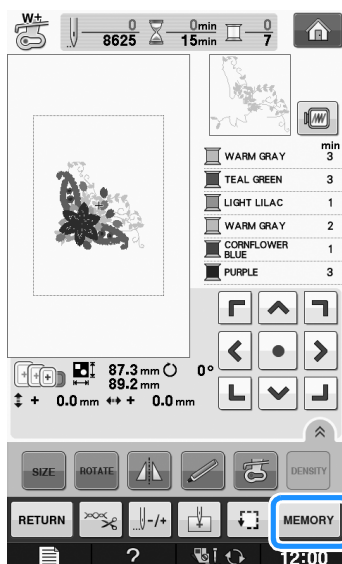 W+
0 0min 0
8625 15min 7
min
WARM GRAY 3
TEAL GREEN 3
LIGHT LILAC 1
WARM GRAY 2
CORNFLOWER
BLUE 1
PURPLE 3
87.3 mm 0°
89.2 mm
+ 0.0 mm + 0.0 mm
SIZE ROTATE DENSITY
RETURN -/+ MEMORY
? 12:00